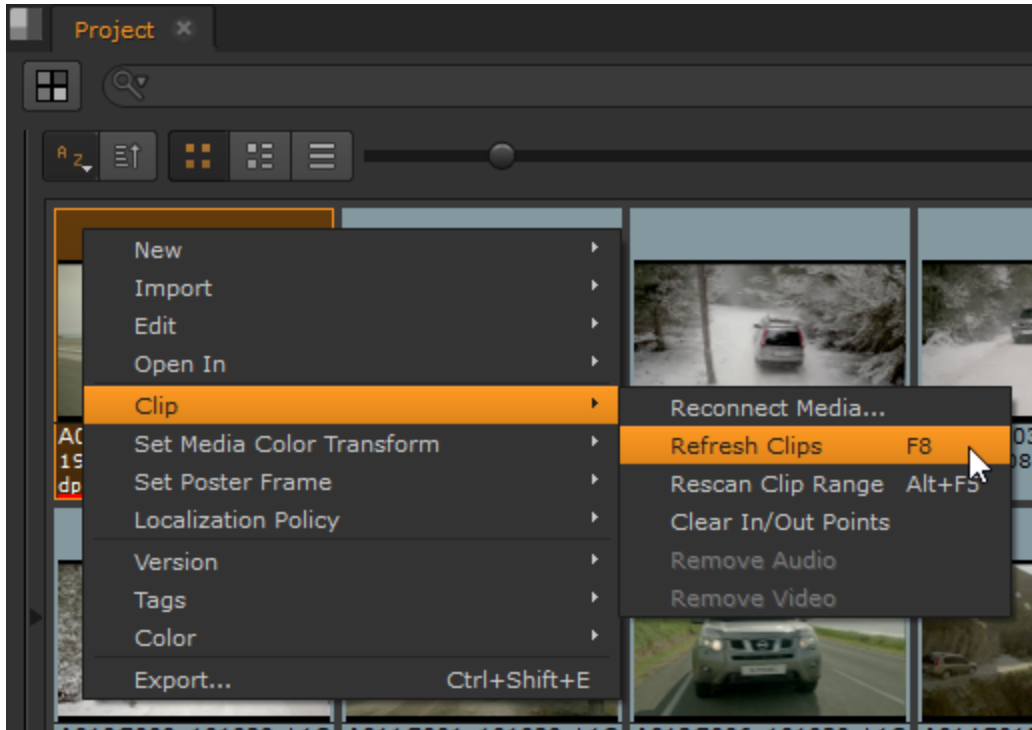 Project
A Z
New
Import
Edit
Open In
Clip
Reconnect Media...
Set Media Color Transform
Refresh Clips F8
Set Poster Frame
Rescan Clip Range Alt+F5
Localization Policy
Clear In/Out Points
Version
Remove Audio
Tags
Remove Video
Color
Export... Ctrl+Shift+E